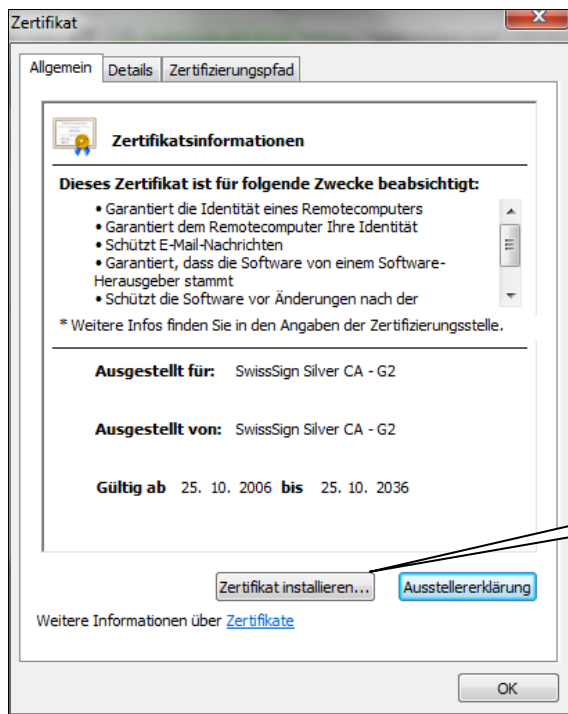 Zertifikat
Allgemein Details Zertifizierungspfad
Zertifikatsinformationen
Dieses Zertifikat ist für folgende Zwecke beabsichtigt:
• Garantiert die Identität eines Remotecomputers
• Garantiert dem Remotecomputer Ihre Identität
• Schützt E-Mail-Nachrichten
• Garantiert, dass die Software von einem Software-
Herausgeber stammt
• Schützt die Software vor Änderungen nach der
* Weitere Infos finden Sie in den Angaben der Zertifizierungsstelle.
Ausgestellt für: SwissSign Silver CA - G2
Ausgestellt von: SwissSign Silver CA - G2
Gültig ab 25. 10. 2006 bis 25. 10. 2036
Zertifikat installieren... Ausstellererklärung
Weitere Informationen über Zertifikate
OK